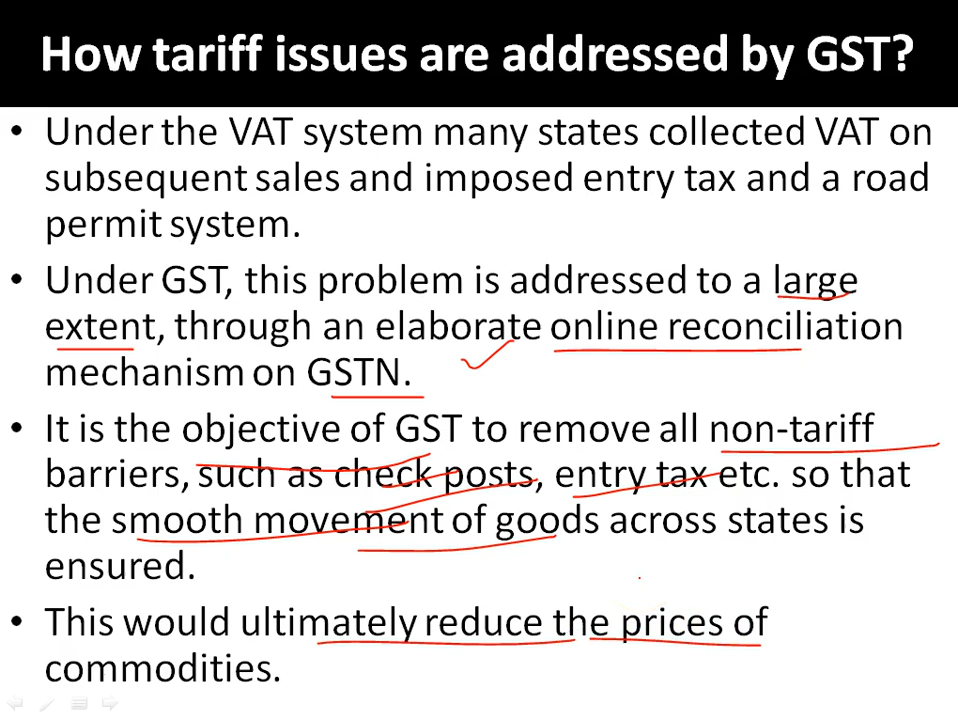 How tariff issues are addressed by GST?
• Under the VAT system many states collected VAT on
subsequent sales and imposed entry tax and a road
permit system.
• Under GST, this problem is addressed to a large
extent, through an elaborate online reconciliation
mechanism on GSTN.
• It is the objective of GST to remove all non-tariff
barriers, such as check posts, entry tax etc. so that
the smooth movement of goods across states is
ensured.
• This would ultimately reduce the prices of
commodities.